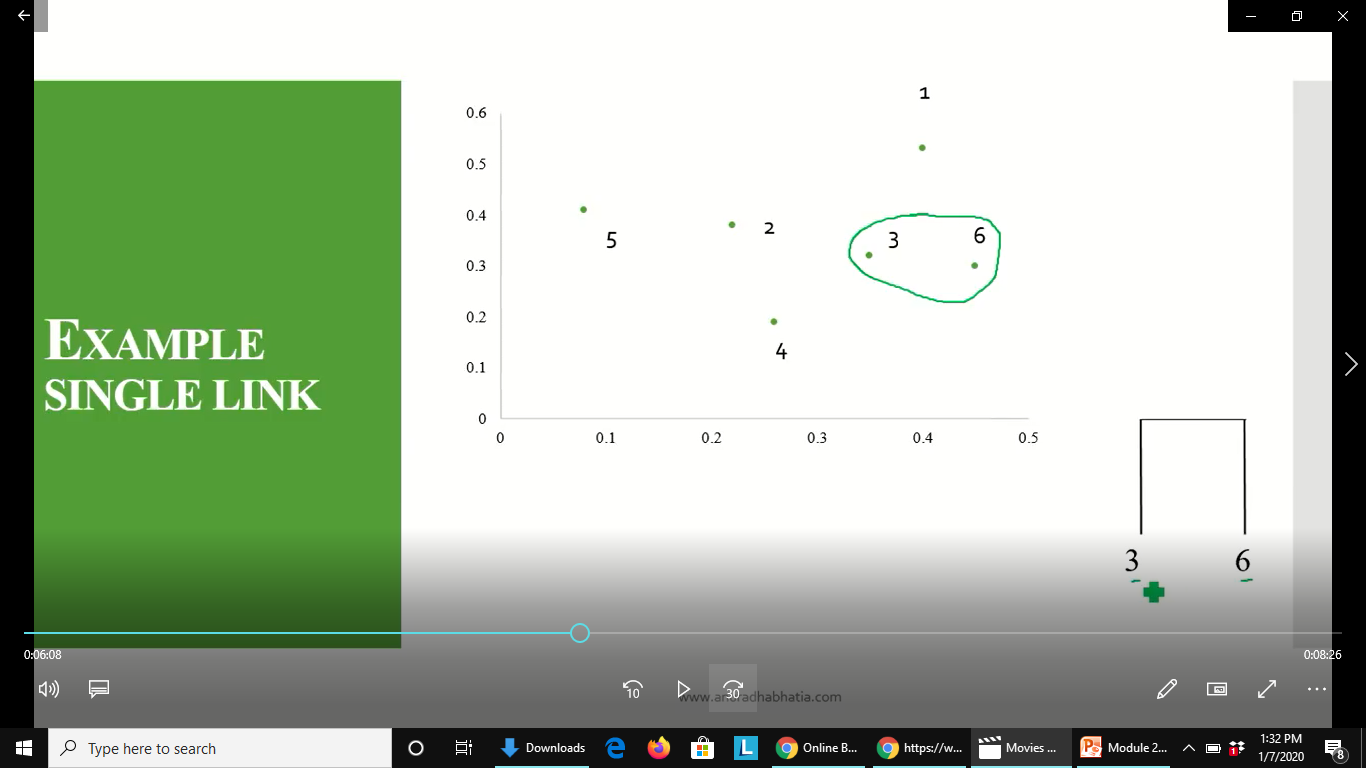 1
0.6
0.5
0.4
0.3
0.2
0.1
0
5
2
3
6
4
0
0.1
0.2
0.3
0.4
0.5
EXAMPLE
SINGLE LINK
3
6
0:06:08
0:08:26
10
30
www.anuradhabhatia.com
Type here to search
Downloads
L
Online B...
https://w...
Movies ...
Module 2...
1
1:32 PM
1/7/2020
8